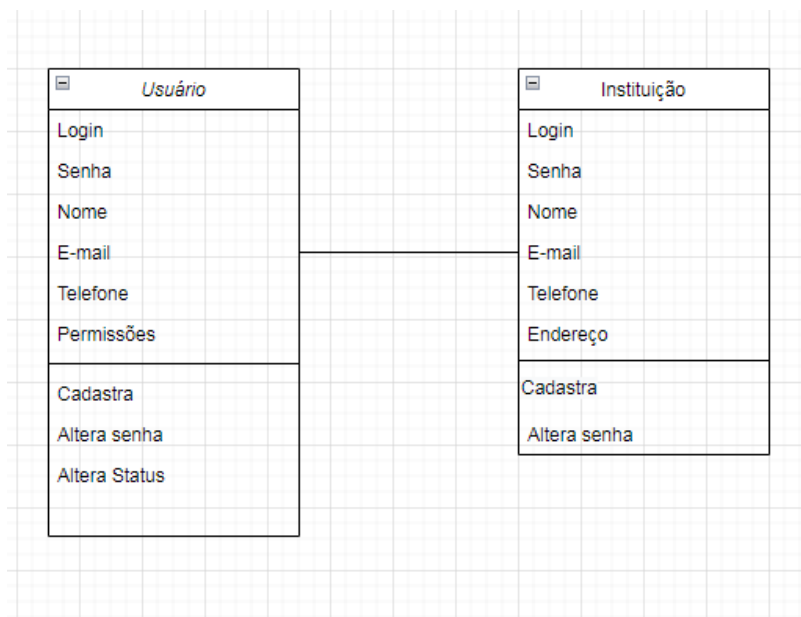 Usuário
Login
Senha
Nome
E-mail
Telefone
Permissões
Cadastra
Altera senha
Altera Status
Instituição
Login
Senha
Nome
E-mail
Telefone
Endereço
Cadastra
Altera senha